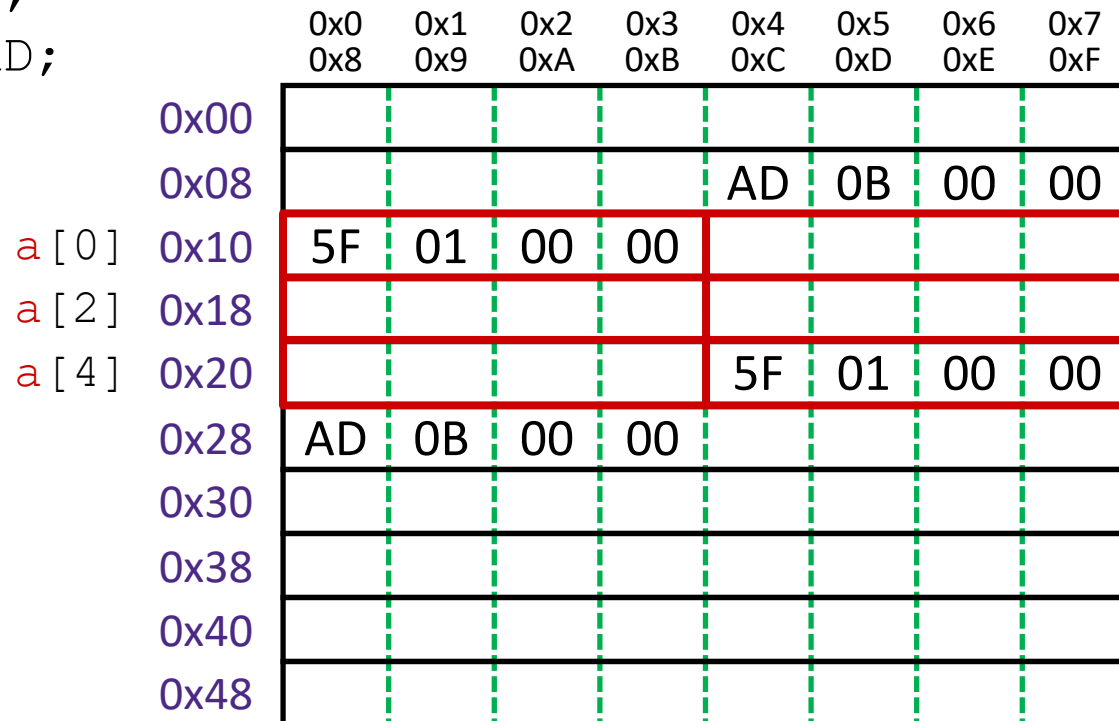 ;
D;
0x0 0x1 0x2 0x3 0x4 0x5 0x6 0x7
0x8 0x9 0xA 0xB 0xC 0xD 0xE 0xF
0x00
0x08 AD 0B 00 00
a[0] 0x10 5F 01 00 00
a[2] 0x18
a[4] 0x20 5F 01 00 00
0x28 AD 0B 00 00
0x30
0x38
0x40
0x48